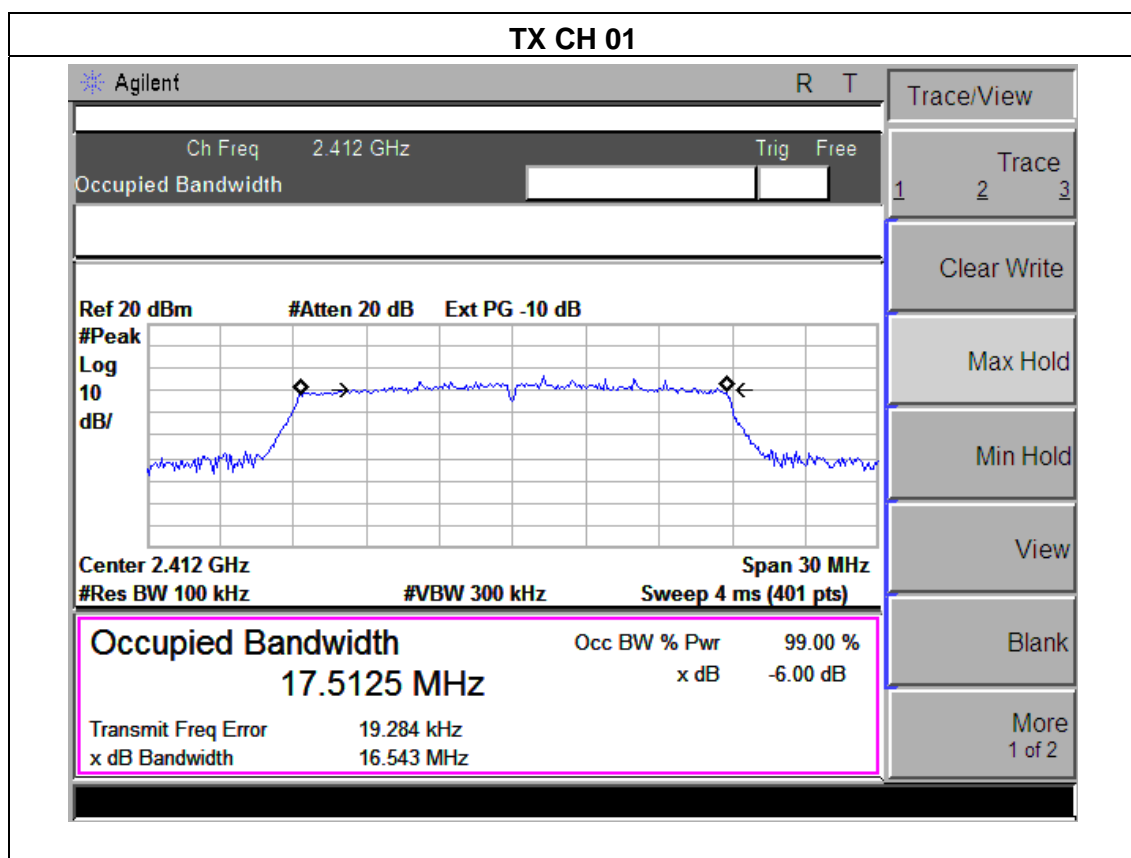 TX CH 01
Agilent R T
Ch Freq 2.412 GHz Trig Free
Occupied Bandwidth
Ref 20 dBm #Atten 20 dB Ext PG -10 dB
#Peak
Log
10
dB/
Center 2.412 GHz Span 30 MHz
#Res BW 100 kHz #VBW 300 kHz Sweep 4 ms (401 pts)
Occupied Bandwidth
17.5125 MHz
Occ BW % Pwr 99.00 %
x dB -6.00 dB
Transmit Freq Error 19.284 kHz
x dB Bandwidth 16.543 MHz
Trace/View
Trace
1 2 3
Clear Write
Max Hold
Min Hold
View
Blank
More
1 of 2